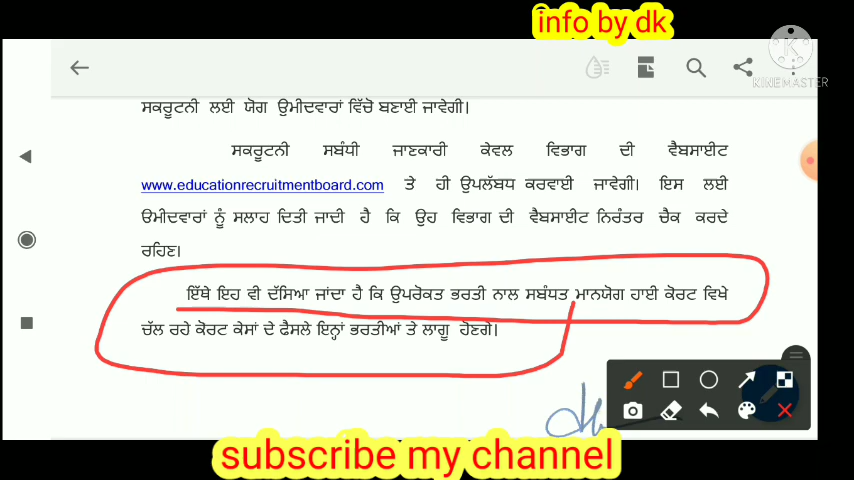 info by dk
KINEMASTER
ਸਕਰੂਟਨੀ ਲਈ ਯੋਗ ਉਮੀਦਵਾਰਾਂ ਵਿੱਚੋ ਬਣਾਈ ਜਾਵੇਗੀ।
ਸਕਰੂਟਨੀ ਸਬੰਧੀ ਜਾਣਕਾਰੀ ਕੇਵਲ ਵਿਭਾਗ ਦੀ ਵੈਬਸਾਈਟ
www.educationrecruitmentboard.com ਤੇ ਹੀ ਉਪਲੱਬਧ ਕਰਵਾਈ ਜਾਵੇਗੀ। ਇਸ ਲਈ
ਉਮੀਦਵਾਰਾਂ ਨੂੰ ਸਲਾਹ ਦਿਤੀ ਜਾਦੀ ਹੈ ਕਿ ਉਹ ਵਿਭਾਗ ਦੀ ਵੈਬਸਾਈਟ ਨਿਰੰਤਰ ਚੈਕ ਕਰਦੇ
ਰਹਿਣ।
ਇੱਥੇ ਇਹ ਵੀ ਦੱਸਿਆ ਜਾਂਦਾ ਹੈ ਕਿ ਉਪਰੋਕਤ ਭਰਤੀ ਨਾਲ ਸਬੰਧਤ ਮਾਨਯੋਗ ਹਾਈ ਕੋਰਟ ਵਿਖੇ
ਚੱਲ ਰਹੇ ਕੋਰਟ ਕੇਸਾਂ ਦੇ ਫੈਸਲੇ ਇਨ੍ਹਾਂ ਭਰਤੀਆਂ ਤੇ ਲਾਗੂ ਹੋਣਗੇ।
subscribe my channel